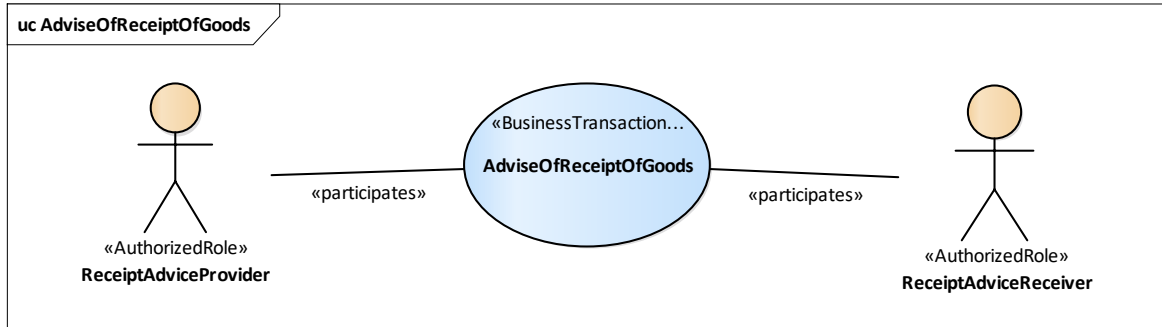 uc AdviseOfReceiptOfGoods
«BusinessTransaction…
AdviseOfReceiptOfGoods
«participates»
«participates»
«AuthorizedRole»
ReceiptAdviceProvider
«AuthorizedRole»
ReceiptAdviceReceiver